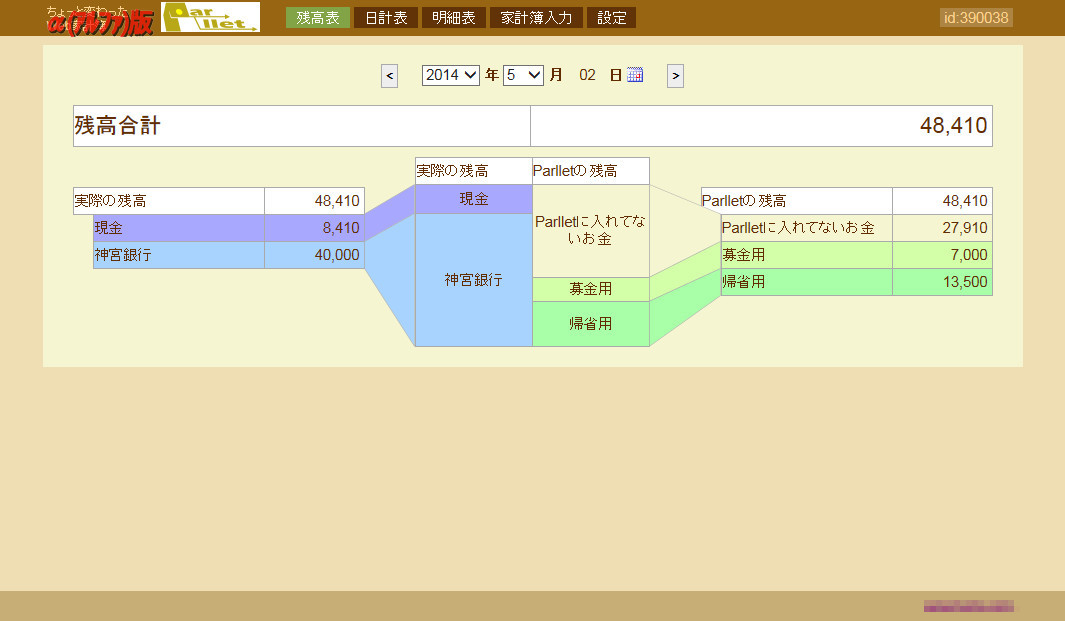 ちょっと変わった
α(アルファ)版
Parllet
残高表 日計表 明細表 家計簿入力 設定
id:390038
< 2014 年 5 月 02 日 >
残高合計 48,410
実際の残高 Parlletの残高
実際の残高 48,410
現金 8,410
神宮銀行 40,000
現金
神宮銀行
Parlletに入れてな
いお金
募金用
帰省用
Parlletの残高 48,410
Parlletに入れてないお金 27,910
募金用 7,000
帰省用 13,500